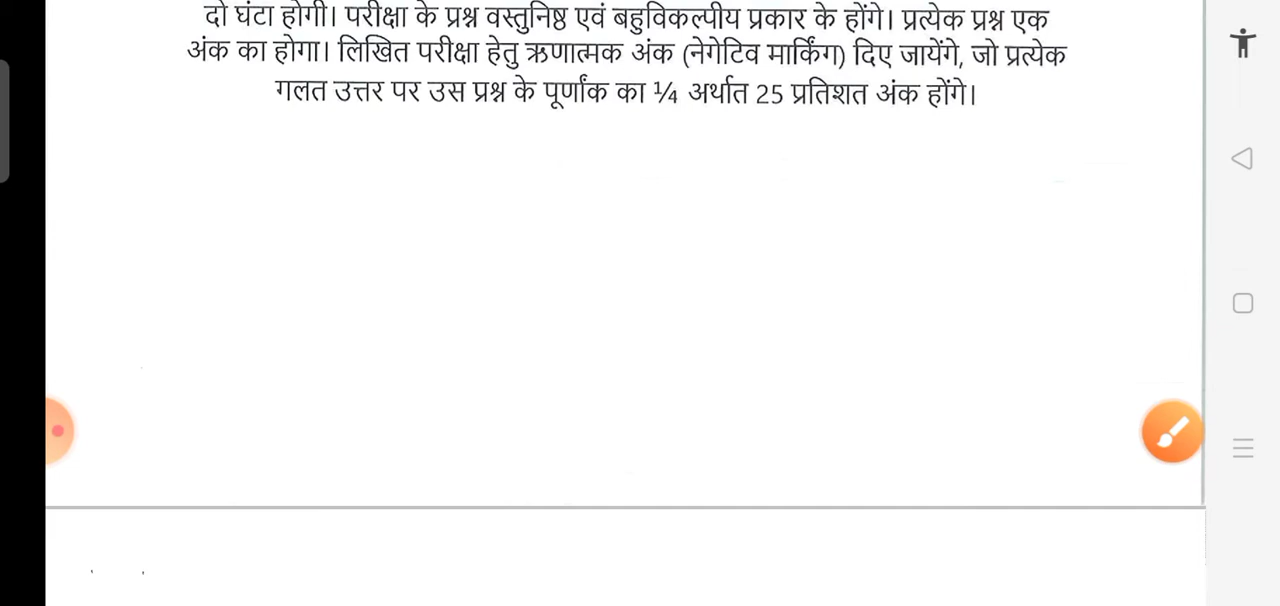 दो घंटा होगी। परीक्षा के प्रश्न वस्तुनिष्ठ एवं बहुविकल्पीय प्रकार के होंगे। प्रत्येक प्रश्न एक
अंक का होगा। लिखित परीक्षा हेतु ऋणात्मक अंक (नेगेटिव मार्किंग) दिए जायेंगे, जो प्रत्येक
गलत उत्तर पर उस प्रश्न के पूर्णांक का ¼ अर्थात 25 प्रतिशत अंक होंगे।